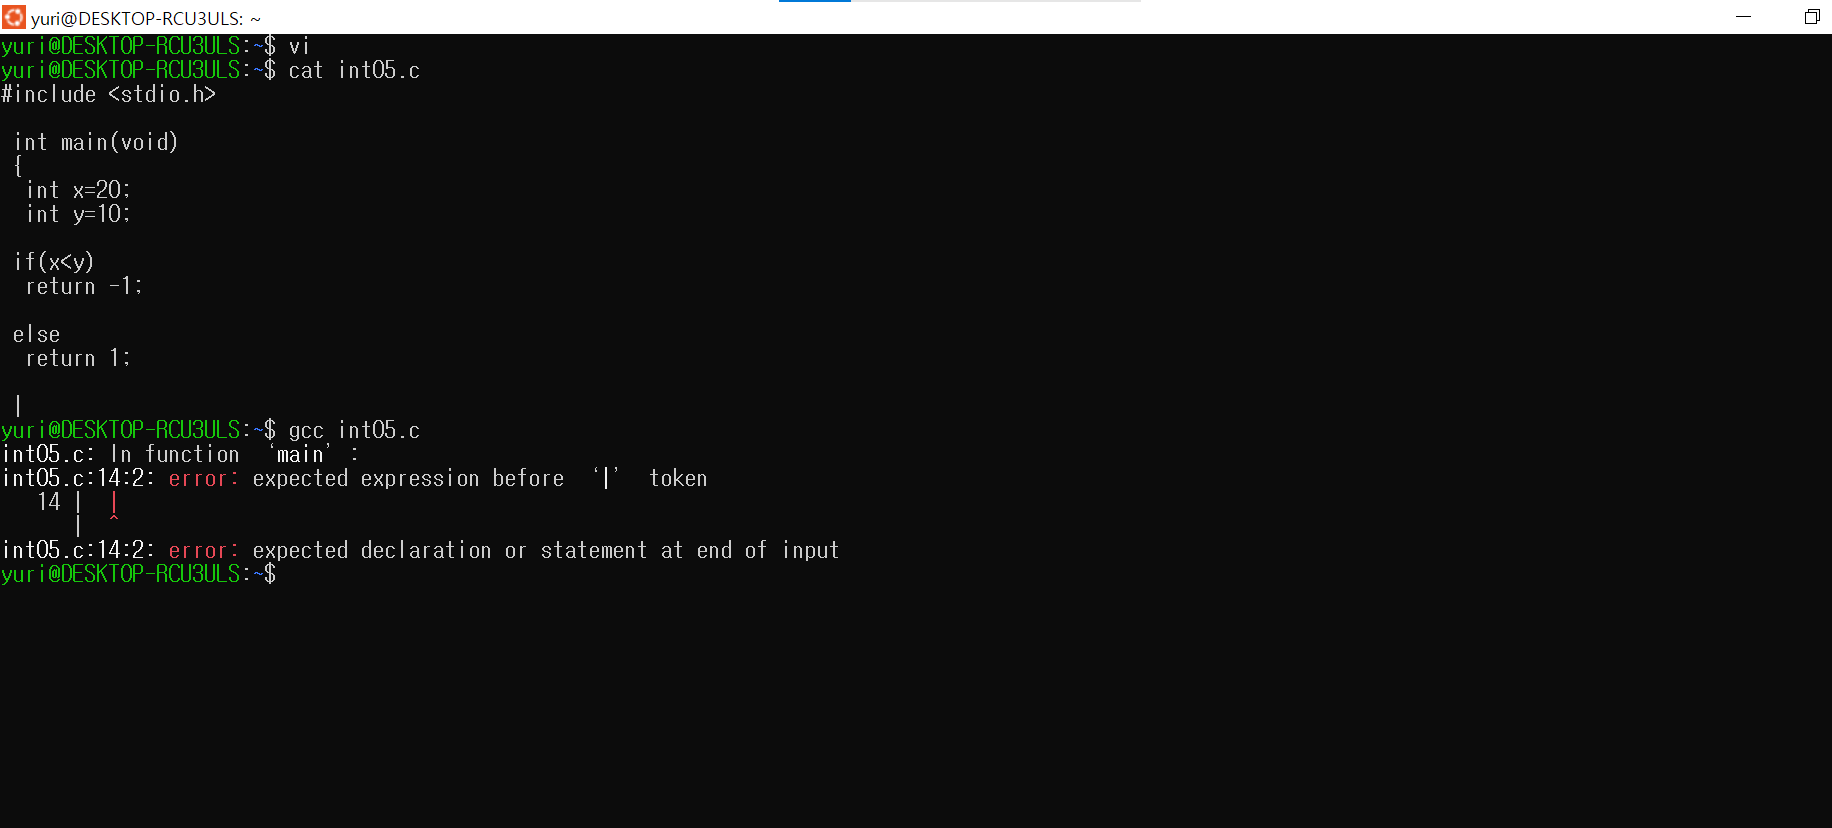 yuri@DESKTOP-RCU3ULS: ~
yuri@DESKTOP-RCU3ULS:~$ vi
yuri@DESKTOP-RCU3ULS:~$ cat int05.c
#include <stdio.h>
int main(void)
{
int x=20;
int y=10;
if(x<y)
return -1;
else
return 1;
|
yuri@DESKTOP-RCU3ULS:~$ gcc int05.c
int05.c: In function ‘main’:
int05.c:14:2: error: expected expression before ‘|’ token
14 | |
| ^
int05.c:14:2: error: expected declaration or statement at end of input
yuri@DESKTOP-RCU3ULS:~$